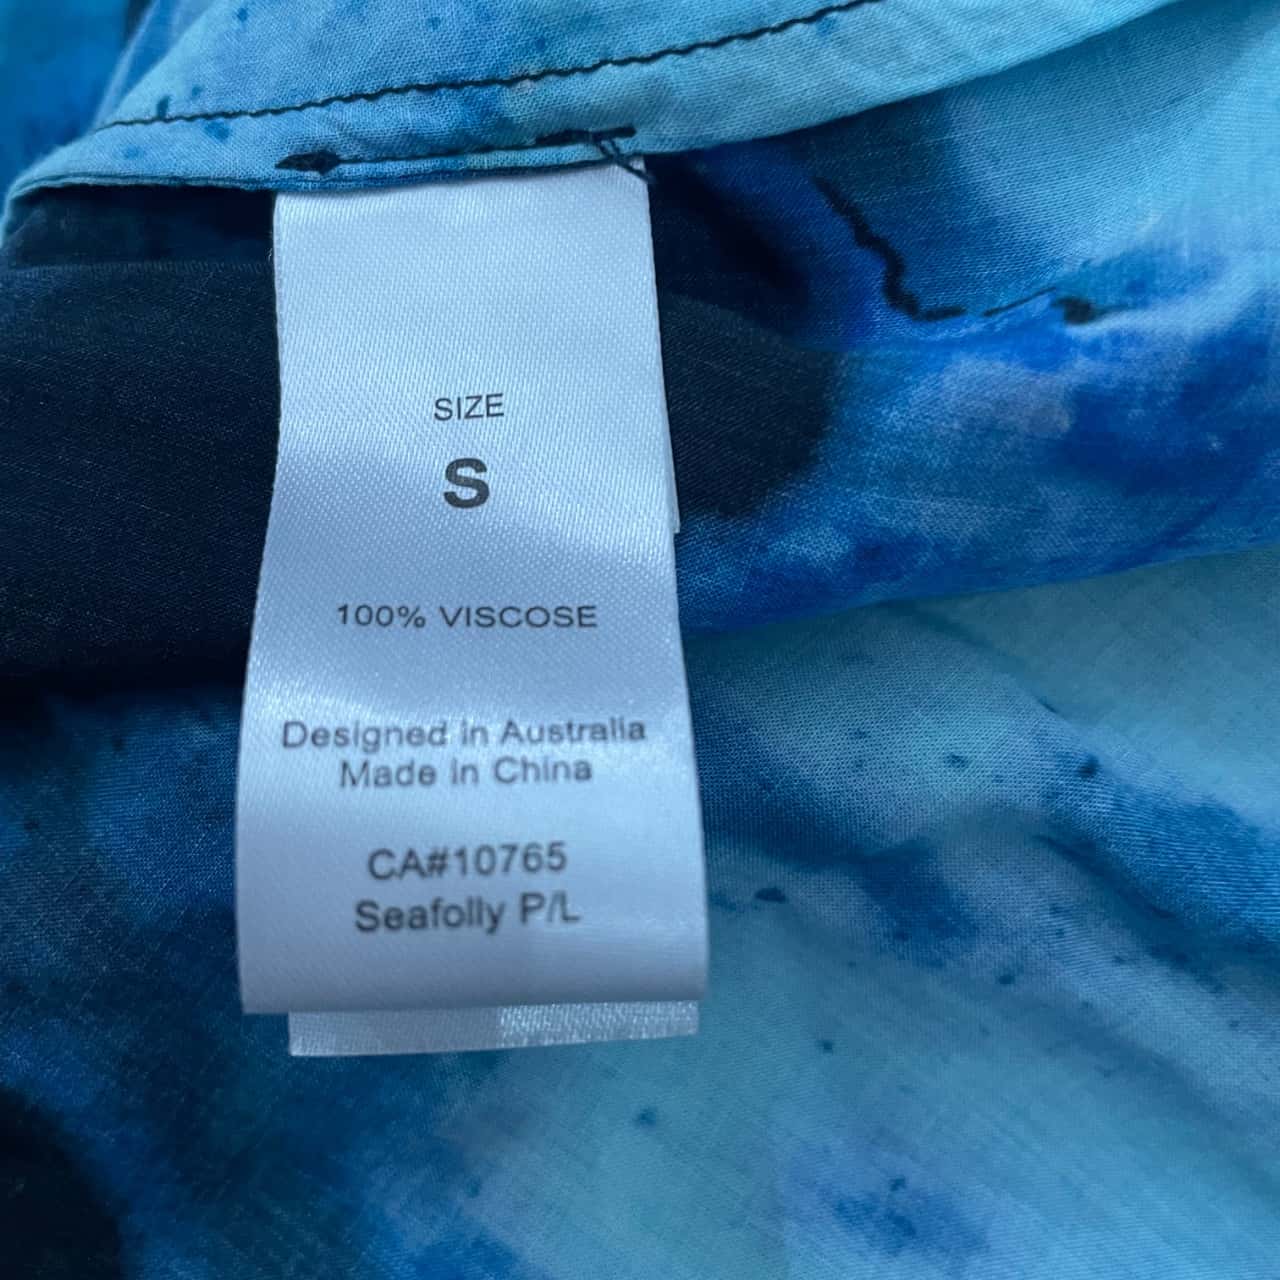 SIZE
S
100% VISCOSE
Designed in Australia
Made in China
CA#10765
Seafolly P/L